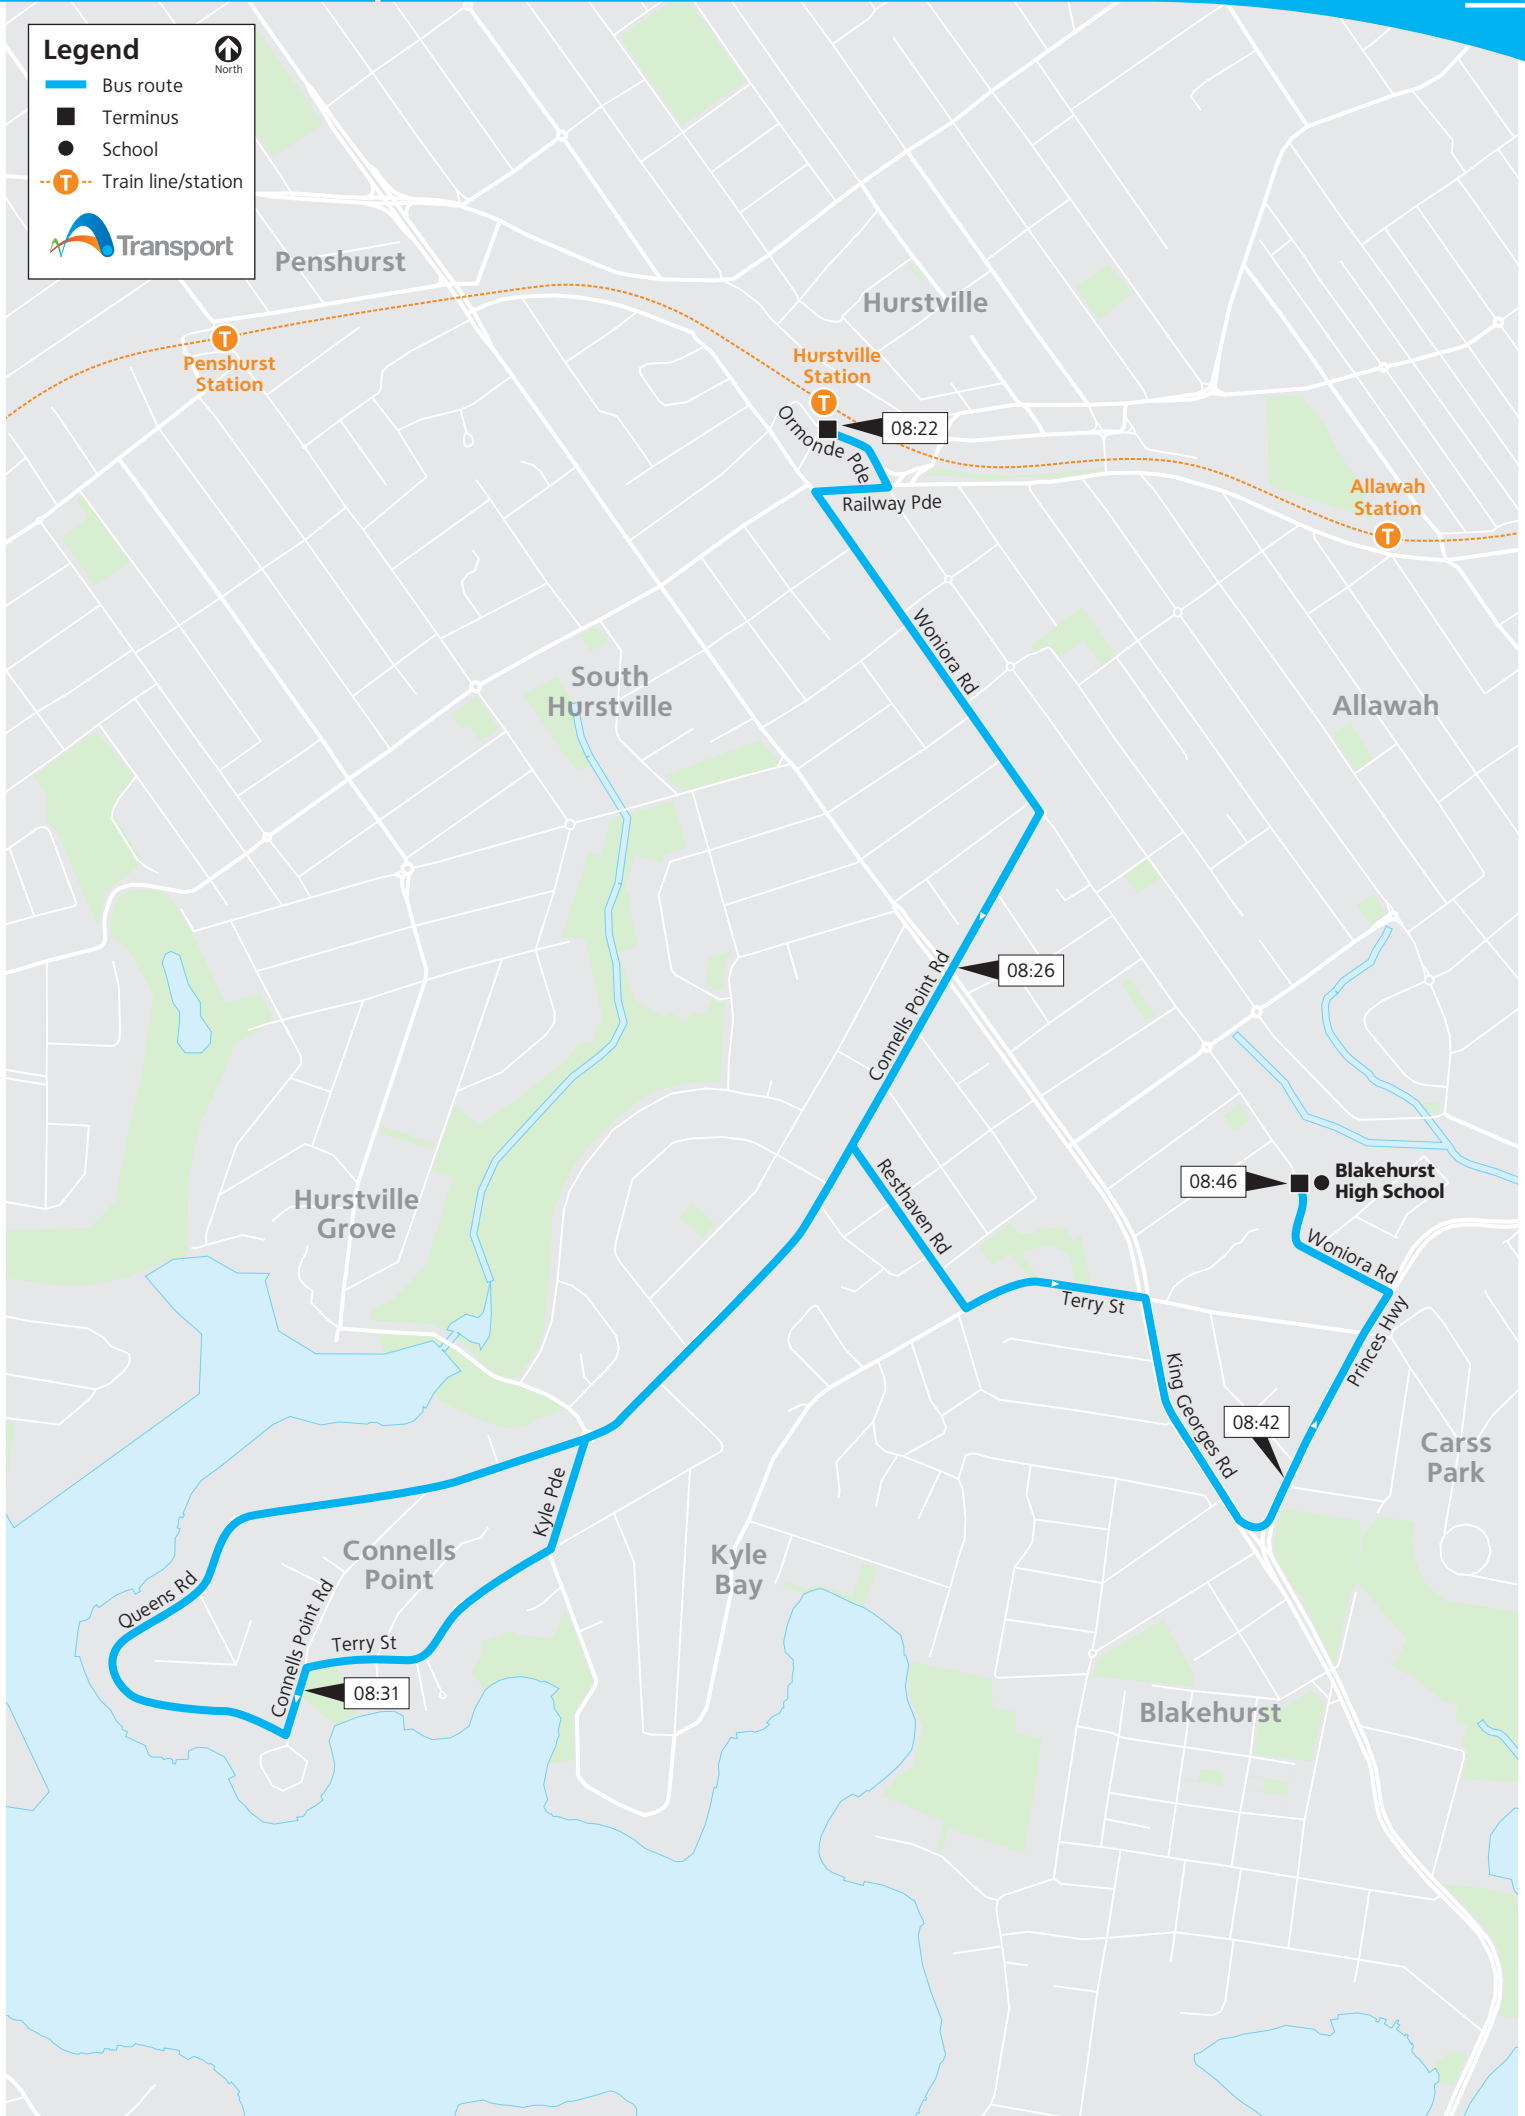 Legend
North
Bus route
Terminus
School
T
Train line/station
Transport
Penshurst
Hurstville
T
Penshurst
Station
Hurstville
Station
T
08:22
Ormonde Pde
Railway Pde
Allawah
Station
T
Woniora Rd
South
Hurstville
Allawah
Connells Point Rd
08:26
Resthaven Rd
08:46
Blakehurst
High School
Hurstville
Grove
Woniora Rd
Terry St
Princes Hwy
King Georges Rd
08:42
Carss
Park
Kyle Pde
Connells
Point
Kyle
Bay
Queens Rd
Connells Point Rd
Terry St
08:31
Blakehurst